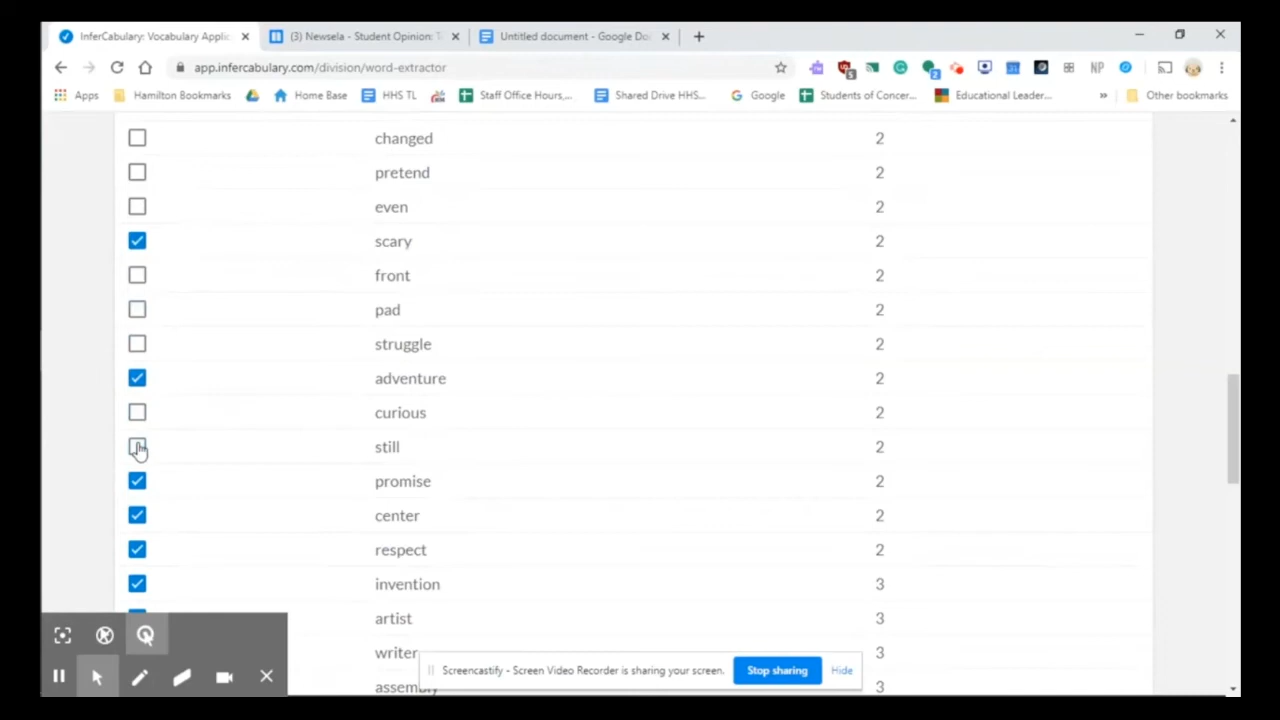 InferCabulary: Vocabulary Applic
(3) Newsela - Student Opinion: T
Untitled document - Google Do
app.infercabulary.com/division/word-extractor
Apps
Hamilton Bookmarks
Home Base
HHS TL
Staff Office Hours,...
Shared Drive HHS...
Google
Students of Concer...
Educational Leader...
»
Other bookmarks
changed 2
pretend 2
even 2
scary 2
front 2
pad 2
struggle 2
adventure 2
curious 2
still 2
promise 2
center 2
respect 2
invention 3
artist 3
writer 3
assembly 3
Screencastify - Screen Video Recorder is sharing your screen.
Stop sharing
Hide